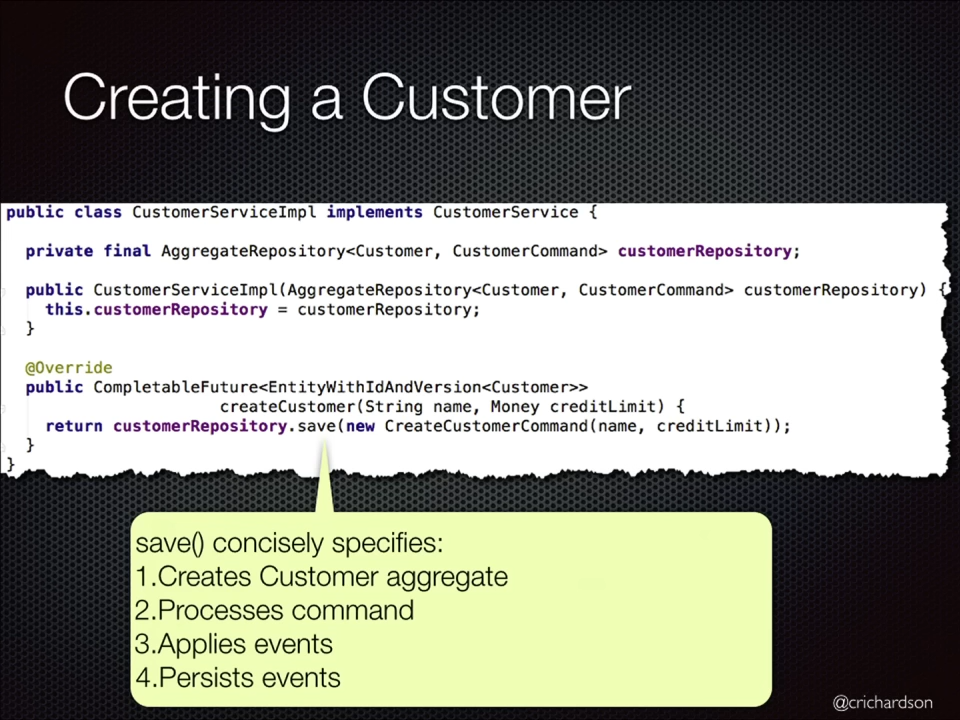 Creating a Customer
public class CustomerServiceImpl implements CustomerService {
private final AggregateRepository<Customer, CustomerCommand> customerRepository;
public CustomerServiceImpl(AggregateRepository<Customer, CustomerCommand> customerRepository) {
this.customerRepository = customerRepository;
}
@Override
public CompletableFuture<EntityWithIdAndVersion<Customer>>
createCustomer(String name, Money creditLimit) {
return customerRepository.save(new CreateCustomerCommand(name, creditLimit));
}
}
save() concisely specifies:
1.Creates Customer aggregate
2.Processes command
3.Applies events
4.Persists events
@crichardson